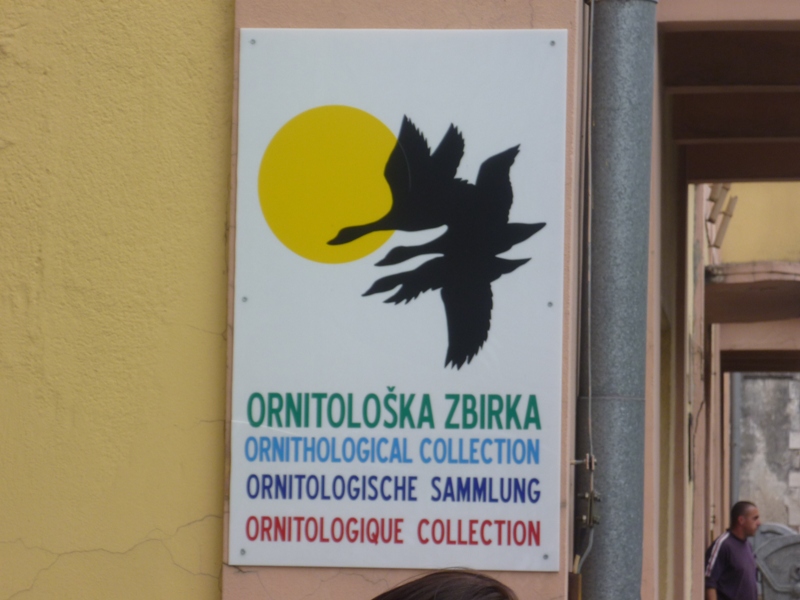 ORNITOLOŠKA ZBIRKA
ORNITHOLOGICAL COLLECTION
ORNITOLOGISCHE SAMMLUNG
ORNITOLOGIQUE COLLECTION